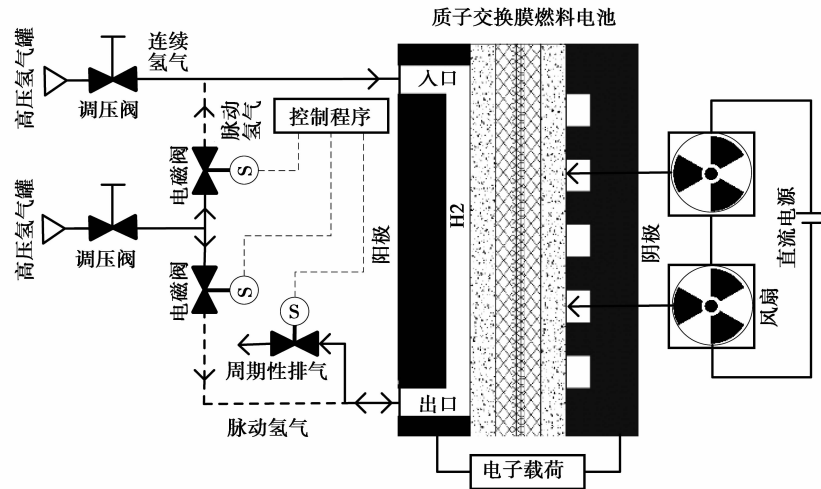 质子交换膜燃料电池
高压氢气罐
调压阀
连续
氢气
入口
脉动
氢气
控制程序
电磁阀
S
高压氢气罐
调压阀
电磁阀
S
S
周期性排气
脉动氢气
阳极
H2
出口
阴极
风扇
直流电源
电子载荷